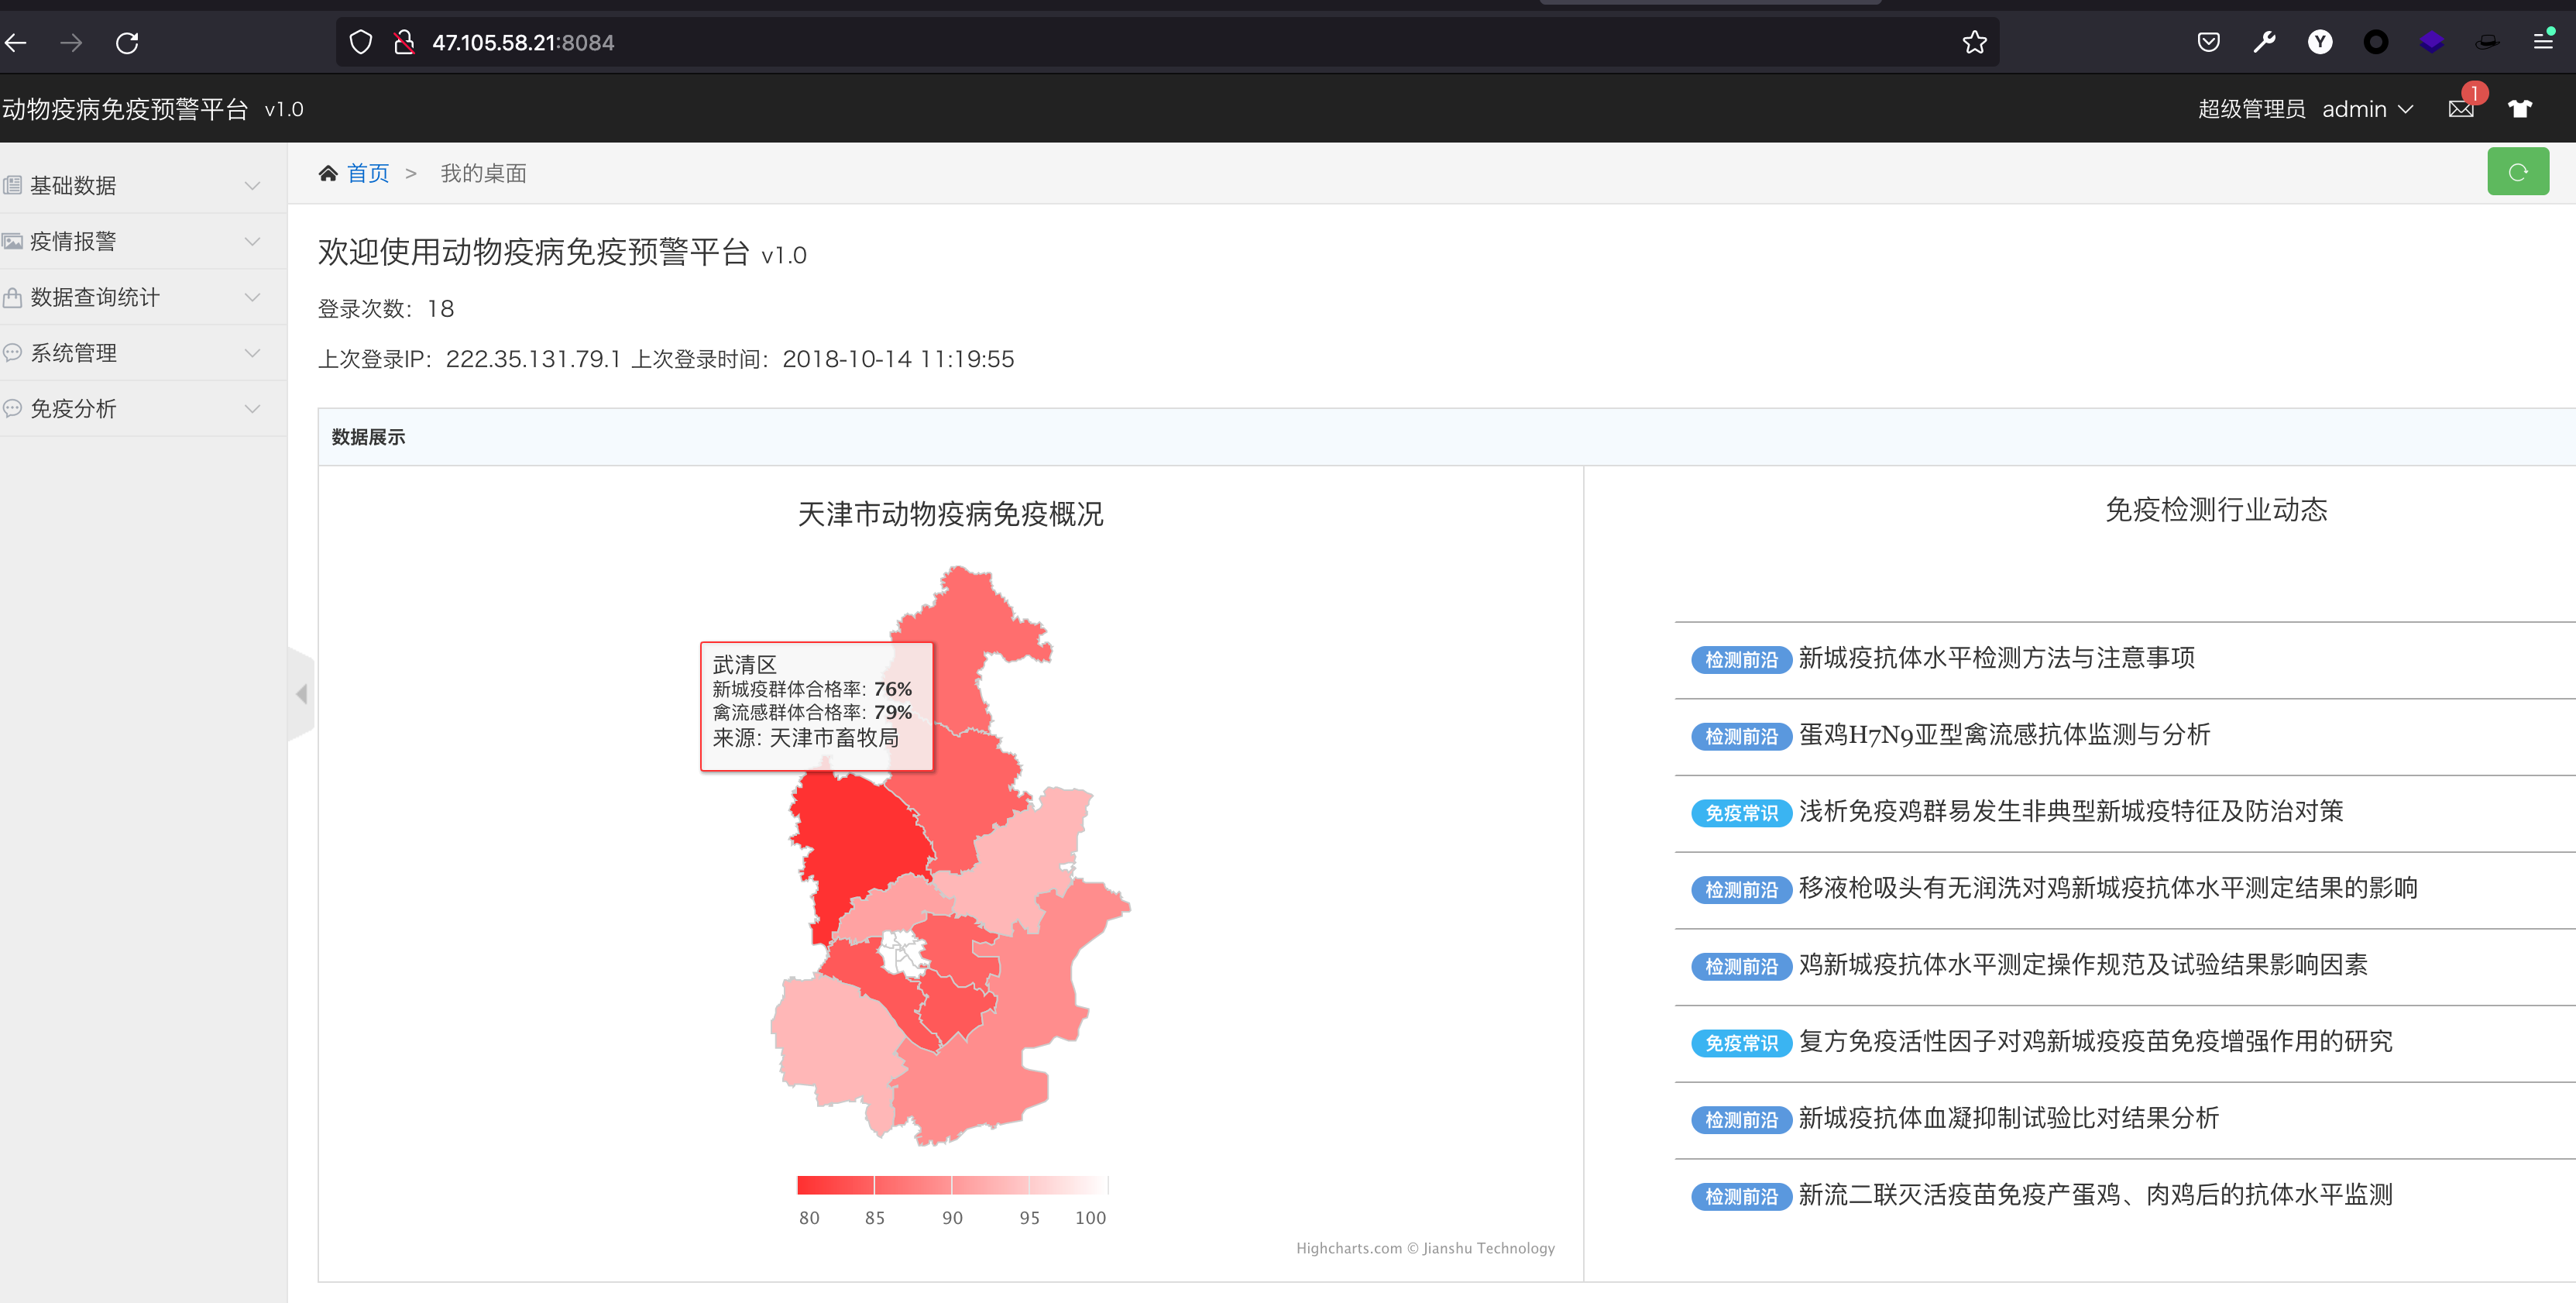 47.105.58.21:8084
Y
动物疫病免疫预警平台 v1.0
超级管理员 admin
1
基础数据
疫情报警
数据查询统计
系统管理
免疫分析
首页 > 我的桌面
欢迎使用动物疫病免疫预警平台 v1.0
登录次数：18
上次登录IP：222.35.131.79.1 上次登录时间：2018-10-14 11:19:55
数据展示
天津市动物疫病免疫概况
武清区
新城疫群体合格率: 76%
禽流感群体合格率: 79%
来源: 天津市畜牧局
80 85 90 95 100
Highcharts.com © Jianshu Technology
免疫检测行业动态
检测前沿 新城疫抗体水平检测方法与注意事项
检测前沿 蛋鸡H7N9亚型禽流感抗体监测与分析
免疫常识 浅析免疫鸡群易发生非典型新城疫特征及防治对策
检测前沿 移液枪吸头有无润洗对鸡新城疫抗体水平测定结果的影响
检测前沿 鸡新城疫抗体水平测定操作规范及试验结果影响因素
免疫常识 复方免疫活性因子对鸡新城疫疫苗免疫增强作用的研究
检测前沿 新城疫抗体血凝抑制试验比对结果分析
检测前沿 新流二联灭活疫苗免疫产蛋鸡、肉鸡后的抗体水平监测